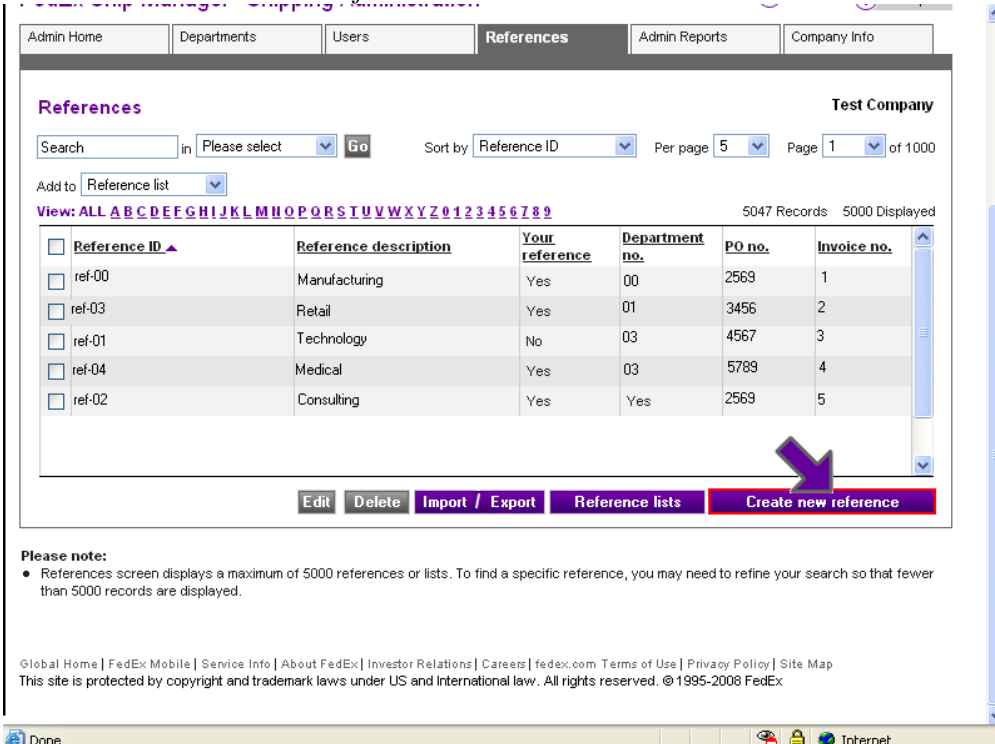 FedEx Ship Manager - Shipping Administration
Admin Home Departments Users References Admin Reports Company Info
References Test Company
Search in Please select Go Sort by Reference ID Per page 5 Page 1 of 1000
Add to Reference list
View: ALL A B C D E F G H I J K L M N O P Q R S T U V W X Y Z 0 1 2 3 4 5 6 7 8 9 5047 Records 5000 Displayed
Reference ID Reference description Your reference Department no. PO no. Invoice no.
ref-00 Manufacturing Yes 00 2569 1
ref-03 Retail Yes 01 3456 2
ref-01 Technology No 03 4567 3
ref-04 Medical Yes 03 5789 4
ref-02 Consulting Yes Yes 2569 5
Edit Delete Import / Export Reference lists Create new reference
Please note:
• References screen displays a maximum of 5000 references or lists. To find a specific reference, you may need to refine your search so that fewer
than 5000 records are displayed.
Global Home | FedEx Mobile | Service Info | About FedEx | Investor Relations | Careers | fedex.com Terms of Use | Privacy Policy | Site Map
This site is protected by copyright and trademark laws under US and International law. All rights reserved. © 1995-2008 FedEx
Done Internet